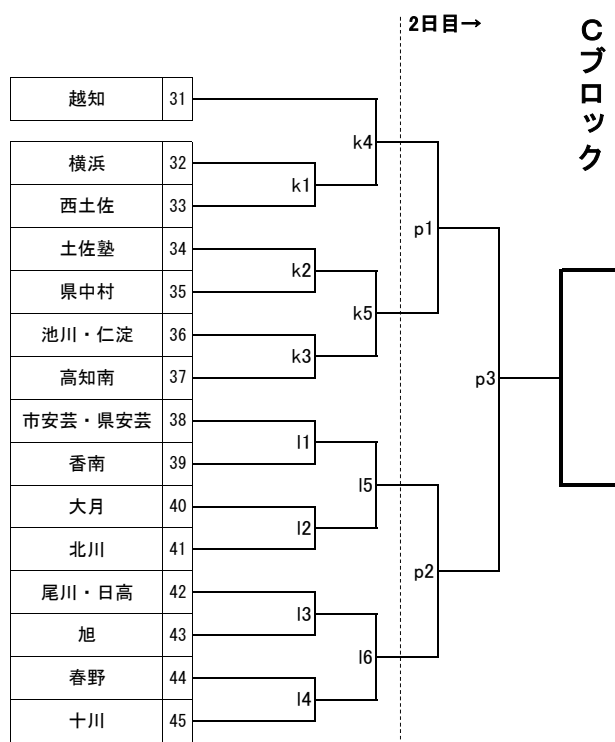 2日目→
Cブロック
越知 31
横浜 32
西土佐 33
土佐塾 34
県中村 35
池川・仁淀 36
高知南 37
市安芸・県安芸 38
香南 39
大月 40
北川 41
尾川・日高 42
旭 43
春野 44
十川 45
k4
k1
p1
k2
k5
k3
p3
l1
l5
l2
p2
l3
l6
l4